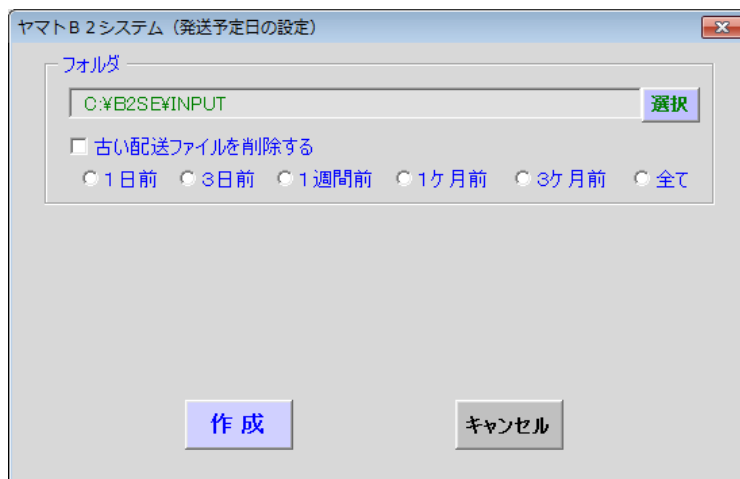 ヤマトＢ２システム（発送予定日の設定）
フォルダ
C:¥B2SE¥INPUT 選択
古い配送ファイルを削除する
１日前 ３日前 １週間前 １ケ月前 ３ケ月前 全て
作 成 キャンセル